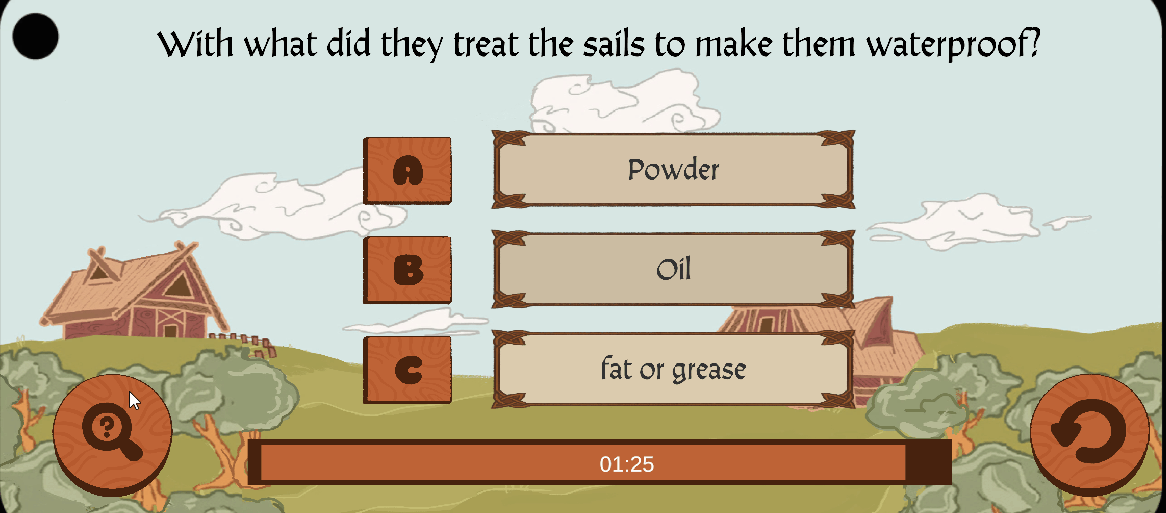 With what did they treat the sails to make them waterproof?
A
Powder
B
Oil
C
fat or grease
?
01:25